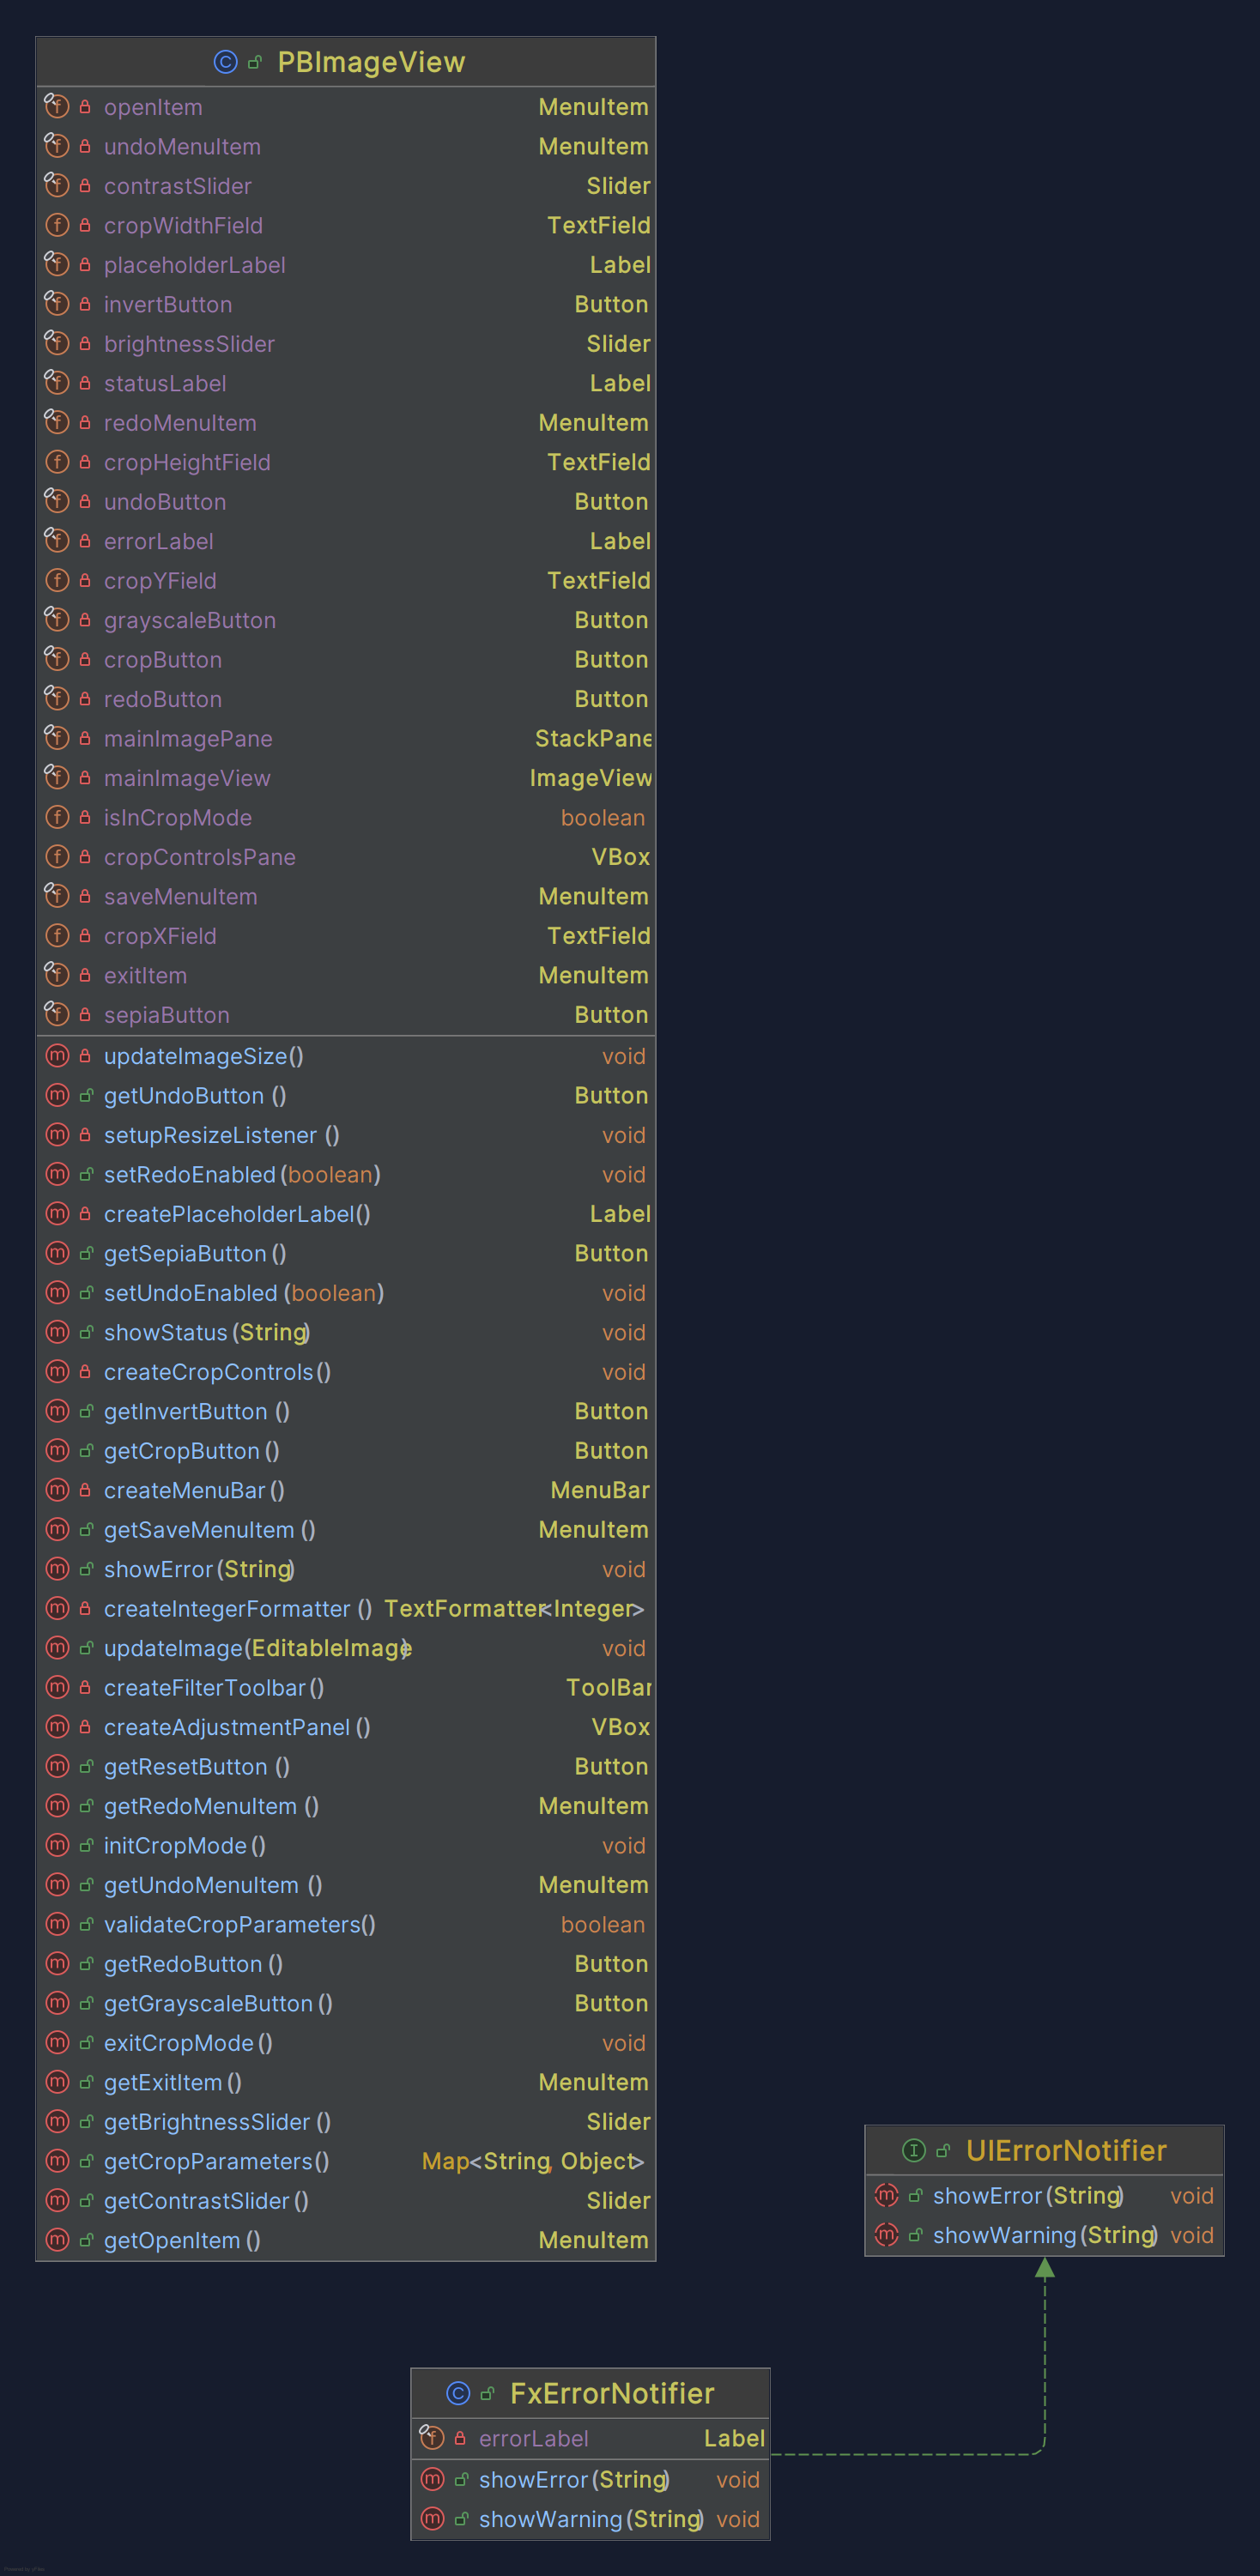 PBImageView
openItem MenuItem
undoMenuItem MenuItem
contrastSlider Slider
cropWidthField TextField
placeholderLabel Label
invertButton Button
brightnessSlider Slider
statusLabel Label
redoMenuItem MenuItem
cropHeightField TextField
undoButton Button
errorLabel Label
cropYField TextField
grayscaleButton Button
cropButton Button
redoButton Button
mainImagePane StackPane
mainImageView ImageView
isInCropMode boolean
cropControlsPane VBox
saveMenuItem MenuItem
cropXField TextField
exitItem MenuItem
sepiaButton Button
updateImageSize() void
getUndoButton() Button
setupResizeListener() void
setRedoEnabled(boolean) void
createPlaceholderLabel() Label
getSepiaButton() Button
setUndoEnabled(boolean) void
showStatus(String) void
createCropControls() void
getInvertButton() Button
getCropButton() Button
createMenuBar() MenuBar
getSaveMenuItem() MenuItem
showError(String) void
createIntegerFormatter() TextFormatter<Integer>
updateImage(EditableImage) void
createFilterToolbar() ToolBar
createAdjustmentPanel() VBox
getResetButton() Button
getRedoMenuItem() MenuItem
initCropMode() void
getUndoMenuItem() MenuItem
validateCropParameters() boolean
getRedoButton() Button
getGrayscaleButton() Button
exitCropMode() void
getExitItem() MenuItem
getBrightnessSlider() Slider
getCropParameters() Map<String, Object>
getContrastSlider() Slider
getOpenItem() MenuItem
UIErrorNotifier
showError(String) void
showWarning(String) void
FxErrorNotifier
errorLabel Label
showError(String) void
showWarning(String) void